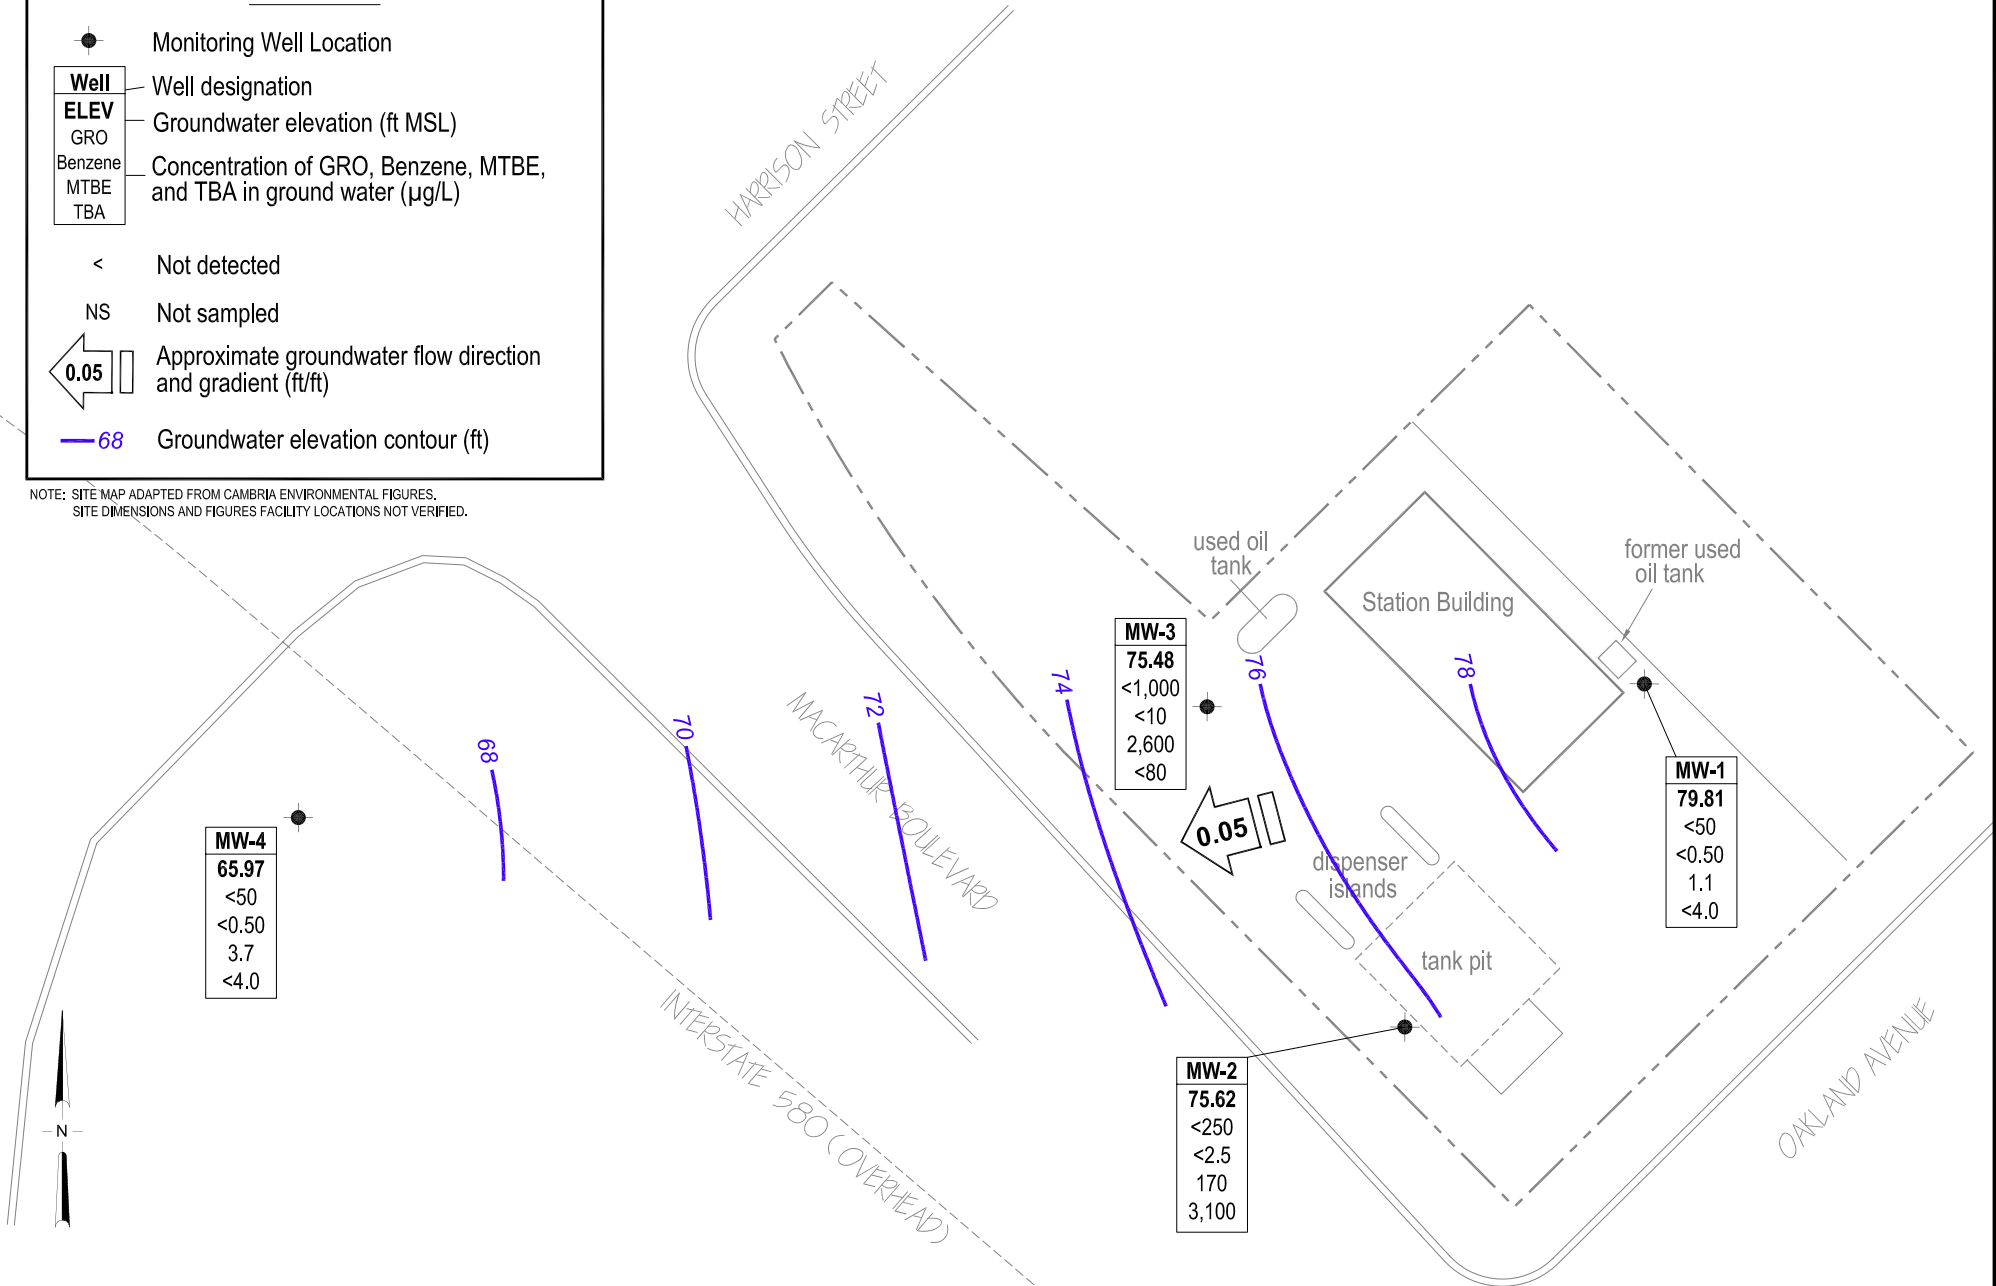 Monitoring Well Location
Well
Well designation
ELEV
Groundwater elevation (ft MSL)
GRO
Benzene
MTBE
TBA
Concentration of GRO, Benzene, MTBE,
and TBA in ground water (µg/L)
<
Not detected
NS
Not sampled
0.05
Approximate groundwater flow direction
and gradient (ft/ft)
68
Groundwater elevation contour (ft)
NOTE: SITE MAP ADAPTED FROM CAMBRIA ENVIRONMENTAL FIGURES.
SITE DIMENSIONS AND FIGURES FACILITY LOCATIONS NOT VERIFIED.
HARRISON STREET
used oil
tank
Station Building
former used
oil tank
MW-3
75.48
<1,000
<10
2,600
<80
68
70
72
74
76
78
MACARTHUR BOULEVARD
0.05
dispenser
islands
tank pit
MW-1
79.81
<50
<0.50
1.1
<4.0
MW-4
65.97
<50
<0.50
3.7
<4.0
INTERSTATE 580 (OVERHEAD)
MW-2
75.62
<250
<2.5
170
3,100
OAKLAND AVENUE
N